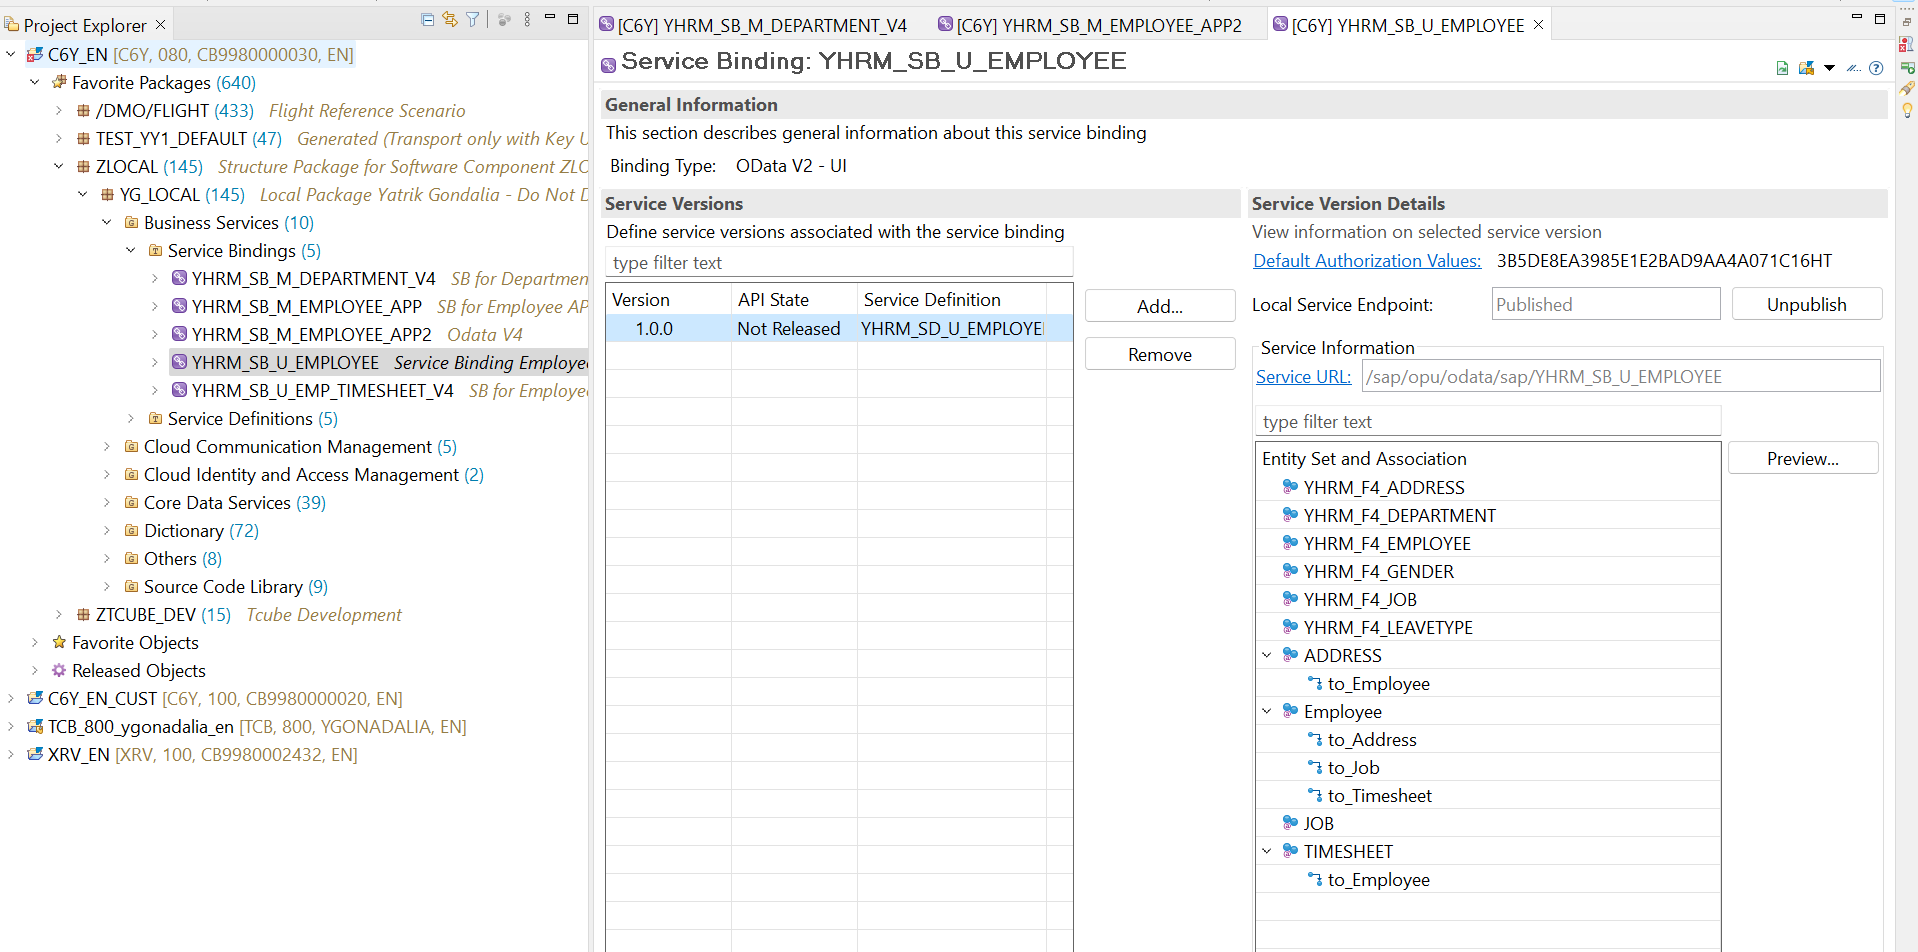 Project Explorer
C6Y_EN [C6Y, 080, CB9980000030, EN]
Favorite Packages (640)
/DMO/FLIGHT (433) Flight Reference Scenario
TEST_YY1_DEFAULT (47) Generated (Transport only with Key U
ZLOCAL (145) Structure Package for Software Component ZLO
YG_LOCAL (145) Local Package Yatrik Gondalia - Do Not D
Business Services (10)
Service Bindings (5)
YHRM_SB_M_DEPARTMENT_V4 SB for Departmen
YHRM_SB_M_EMPLOYEE_APP SB for Employee AP
YHRM_SB_M_EMPLOYEE_APP2 Odata V4
YHRM_SB_U_EMPLOYEE Service Binding Employee
YHRM_SB_U_EMP_TIMESHEET_V4 SB for Employe
Service Definitions (5)
Cloud Communication Management (5)
Cloud Identity and Access Management (2)
Core Data Services (39)
Dictionary (72)
Others (8)
Source Code Library (9)
ZTCUBE_DEV (15) Tcube Development
Favorite Objects
Released Objects
C6Y_EN_CUST [C6Y, 100, CB9980000020, EN]
TCB_800_ygonadalia_en [TCB, 800, YGONADALIA, EN]
XRV_EN [XRV, 100, CB9980002432, EN]
[C6Y] YHRM_SB_M_DEPARTMENT_V4
[C6Y] YHRM_SB_M_EMPLOYEE_APP2
[C6Y] YHRM_SB_U_EMPLOYEE
Service Binding: YHRM_SB_U_EMPLOYEE
General Information
This section describes general information about this service binding
Binding Type: OData V2 - UI
Service Versions
Define service versions associated with the service binding
type filter text
Version API State Service Definition
1.0.0 Not Released YHRM_SD_U_EMPLOYEE
Add...
Remove
Service Version Details
View information on selected service version
Default Authorization Values: 3B5DE8EA3985E1E2BAD9AA4A071C16HT
Local Service Endpoint: Published Unpublish
Service Information
Service URL: /sap/opu/odata/sap/YHRM_SB_U_EMPLOYEE
type filter text
Entity Set and Association
Preview...
YHRM_F4_ADDRESS
YHRM_F4_DEPARTMENT
YHRM_F4_EMPLOYEE
YHRM_F4_GENDER
YHRM_F4_JOB
YHRM_F4_LEAVETYPE
ADDRESS
to_Employee
Employee
to_Address
to_Job
to_Timesheet
JOB
TIMESHEET
to_Employee